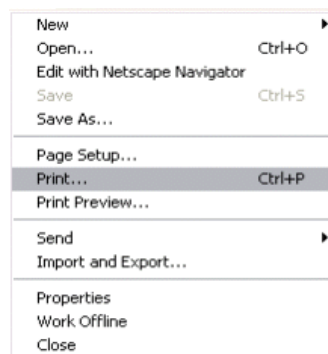 New
Open... Ctrl+O
Edit with Netscape Navigator
Save Ctrl+S
Save As...
Page Setup...
Print... Ctrl+P
Print Preview...
Send
Import and Export...
Properties
Work Offline
Close